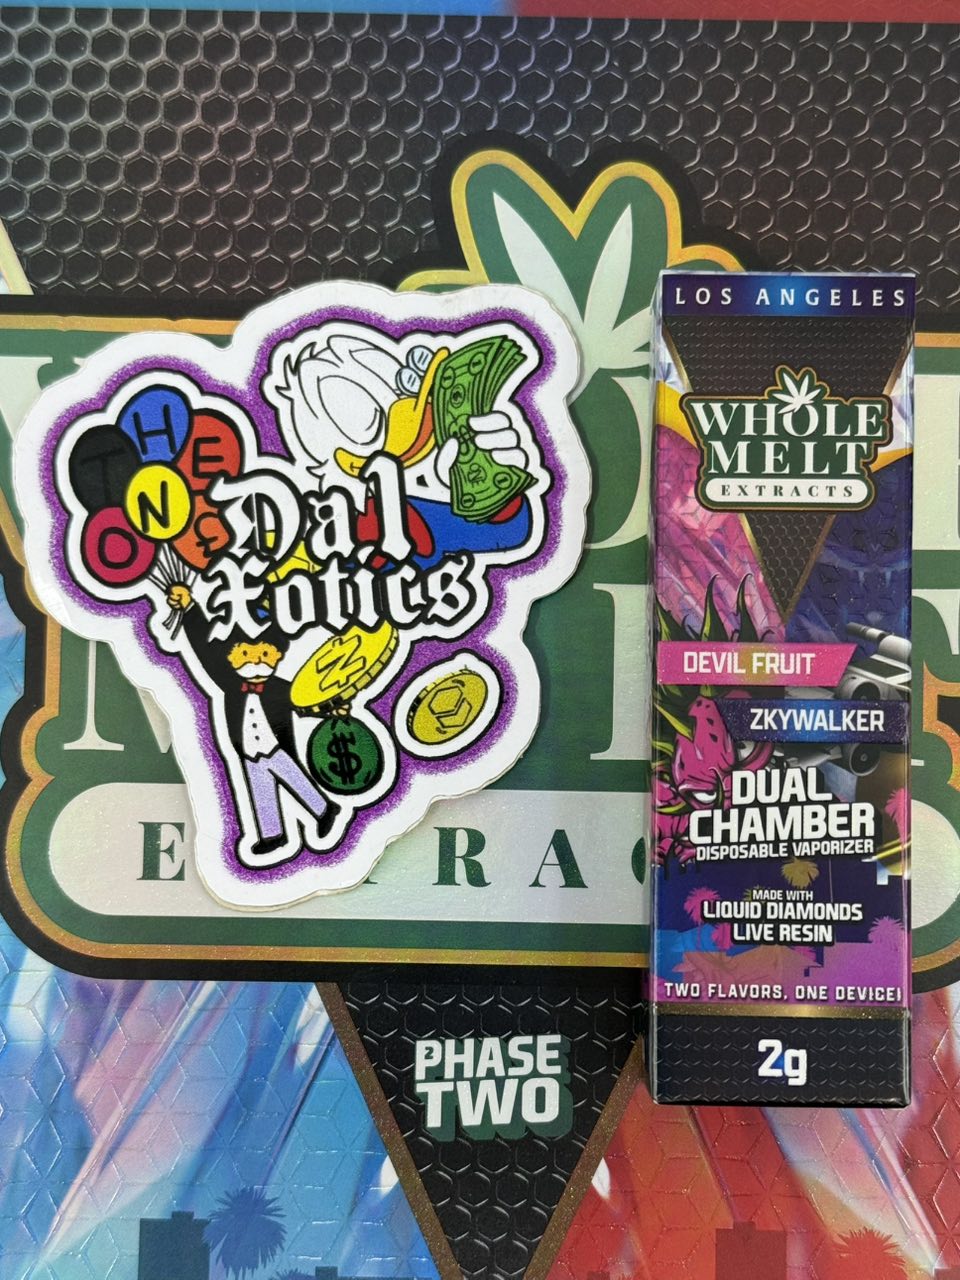 THE
ONES
Dal
Xotics
$
LOS ANGELES
WHOLE
MELT
EXTRACTS
DEVIL FRUIT
ZKYWALKER
DUAL
CHAMBER
DISPOSABLE VAPORIZER
MADE WITH
LIQUID DIAMONDS
LIVE RESIN
TWO FLAVORS, ONE DEVICE!
2g
PHASE
TWO